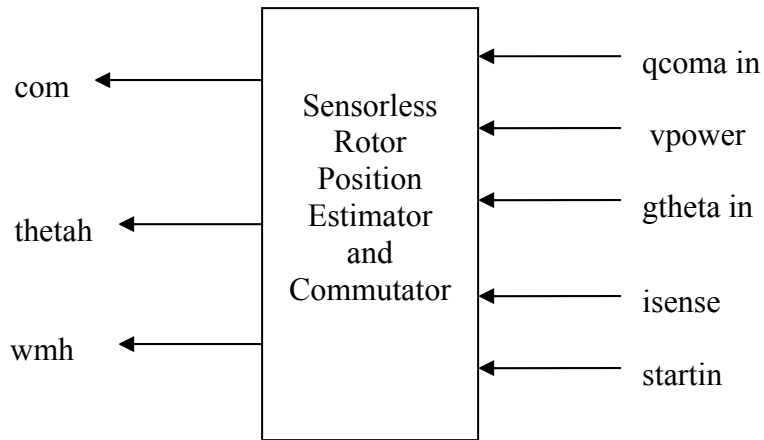 com
thetah
wmh
Sensorless
Rotor
Position
Estimator
and
Commutator
qcoma in
vpower
gtheta in
isense
startin